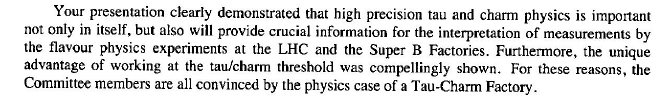 Your presentation clearly demonstrated that high precision tau and charm physics is important
not only in itself, but also will provide crucial information for the interpretation of measurements by
the flavour physics experiments at the LHC and the Super B Factories. Furthermore, the unique
advantage of working at the tau/charm threshold was compellingly shown. For these reasons, the
Committee members are all convinced by the physics case of a Tau-Charm Factory.